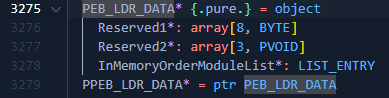 3275 PEB_LDR_DATA* {.pure.} = object
3276 Reserved1*: array[8, BYTE]
3277 Reserved2*: array[3, PVOID]
3278 InMemoryOrderModuleList*: LIST_ENTRY
3279 PPEB_LDR_DATA* = ptr PEB_LDR_DATA